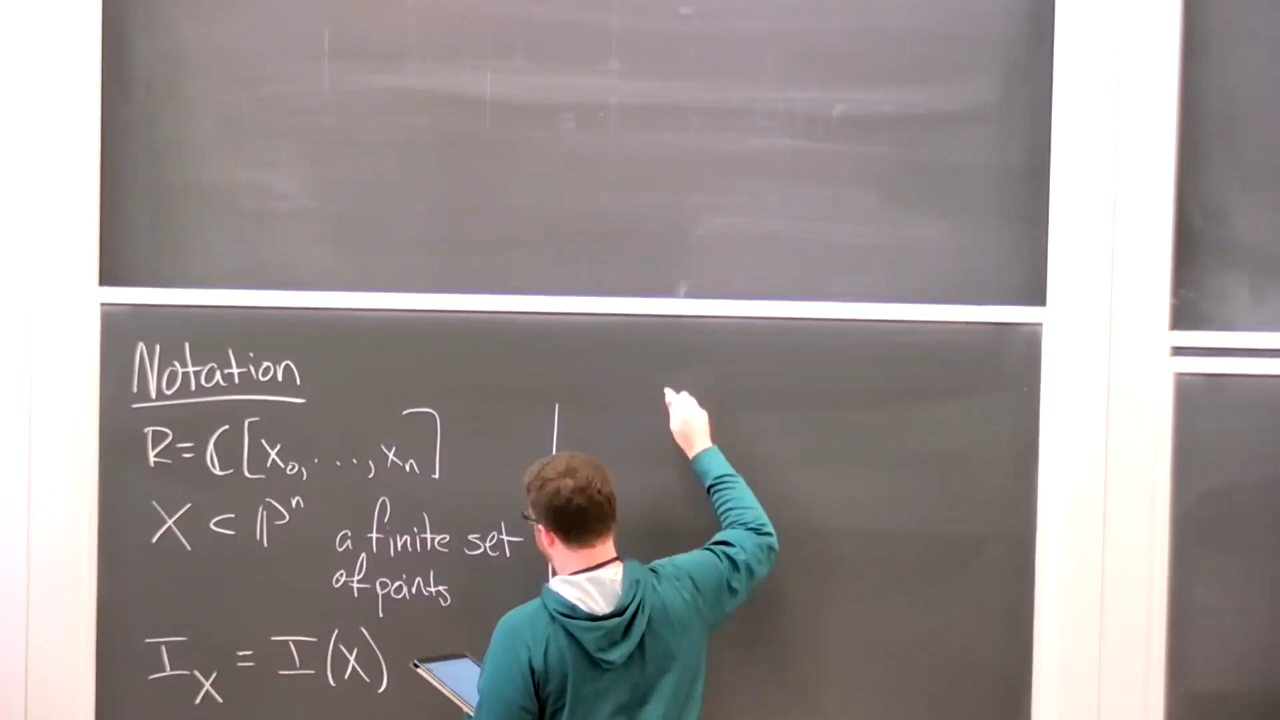 Notation
R = ℂ[x₀, ..., xₙ]
X ⊂ ℙⁿ a finite set
of points
I_X = I(X)